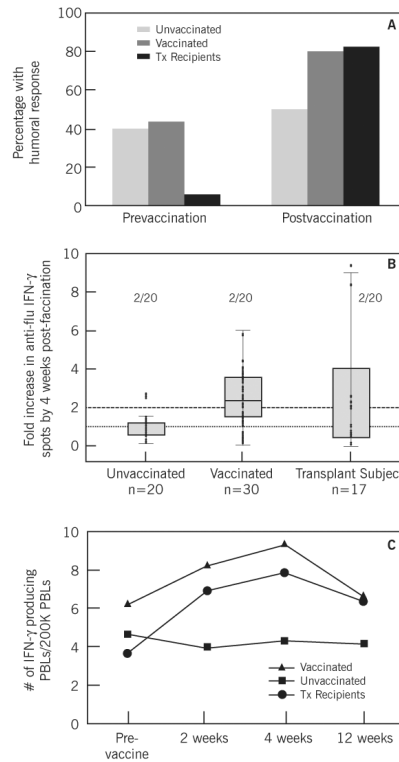 A
Unvaccinated
Vaccinated
Tx Recipients
Percentage with
humoral response
100
80
60
40
20
0
Prevaccination
Postvaccination
B
Fold increase in anti-flu IFN-γ
spots by 4 weeks post-faccination
10
8
6
4
2
0
2/20
2/20
2/20
Unvaccinated
n=20
Vaccinated
n=30
Transplant Subjec
n=17
C
# of IFN-γ producing
PBLs/200K PBLs
10
8
6
4
2
0
Vaccinated
Unvaccinated
Tx Recipients
Pre-
vaccine
2 weeks
4 weeks
12 weeks